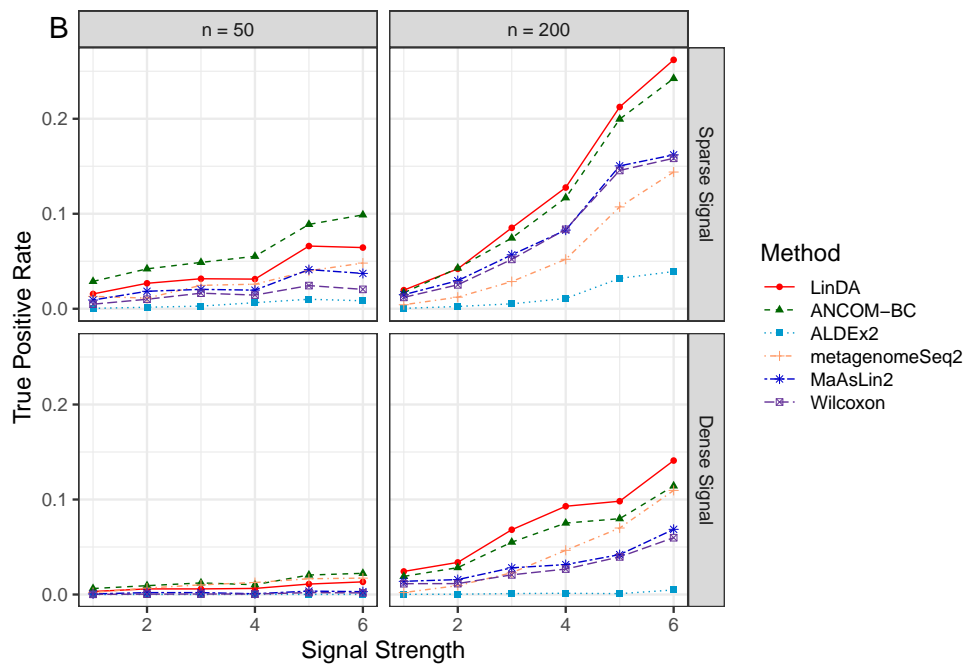 B
n = 50
n = 200
True Positive Rate
0.2
0.1
0.0
Sparse Signal
0.2
0.1
0.0
Dense Signal
2
4
6
2
4
6
Signal Strength
Method
LinDA
ANCOM−BC
ALDEx2
metagenomeSeq2
MaAsLin2
Wilcoxon